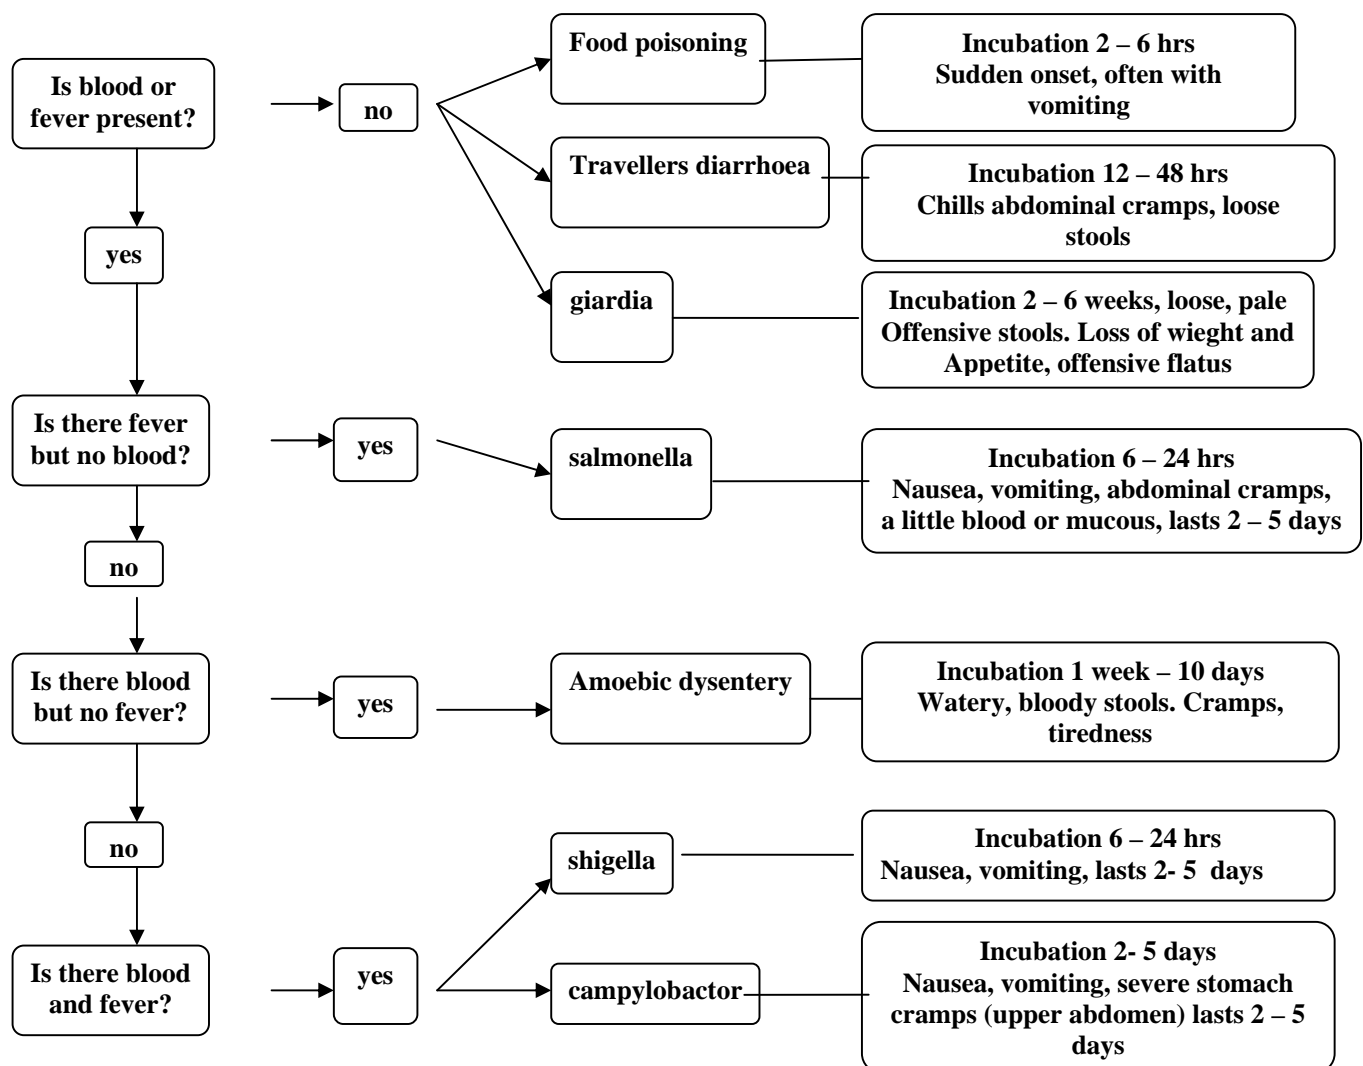 Is blood or
fever present?
no
Food poisoning
Incubation 2 – 6 hrs
Sudden onset, often with
vomiting
Travellers diarrhoea
Incubation 12 – 48 hrs
Chills abdominal cramps, loose
stools
yes
giardia
Incubation 2 – 6 weeks, loose, pale
Offensive stools. Loss of wieght and
Appetite, offensive flatus
Is there fever
but no blood?
yes
salmonella
Incubation 6 – 24 hrs
Nausea, vomiting, abdominal cramps,
a little blood or mucous, lasts 2 – 5 days
no
Is there blood
but no fever?
yes
Amoebic dysentery
Incubation 1 week – 10 days
Watery, bloody stools. Cramps,
tiredness
no
shigella
Incubation 6 – 24 hrs
Nausea, vomiting, lasts 2- 5 days
Is there blood
and fever?
yes
campylobactor
Incubation 2- 5 days
Nausea, vomiting, severe stomach
cramps (upper abdomen) lasts 2 – 5
days